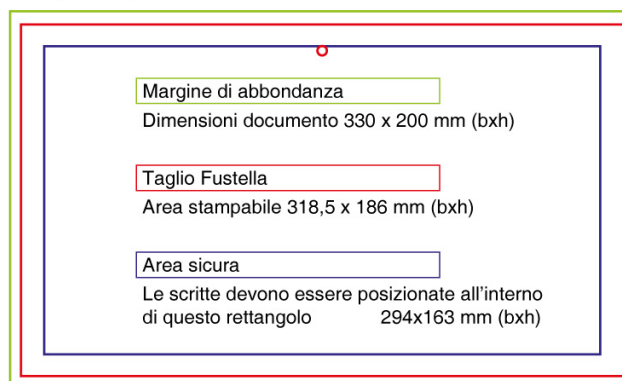 Margine di abbondanza
Dimensioni documento 330 x 200 mm (bxh)
Taglio Fustella
Area stampabile 318,5 x 186 mm (bxh)
Area sicura
Le scritte devono essere posizionate all’interno
di questo rettangolo 294x163 mm (bxh)